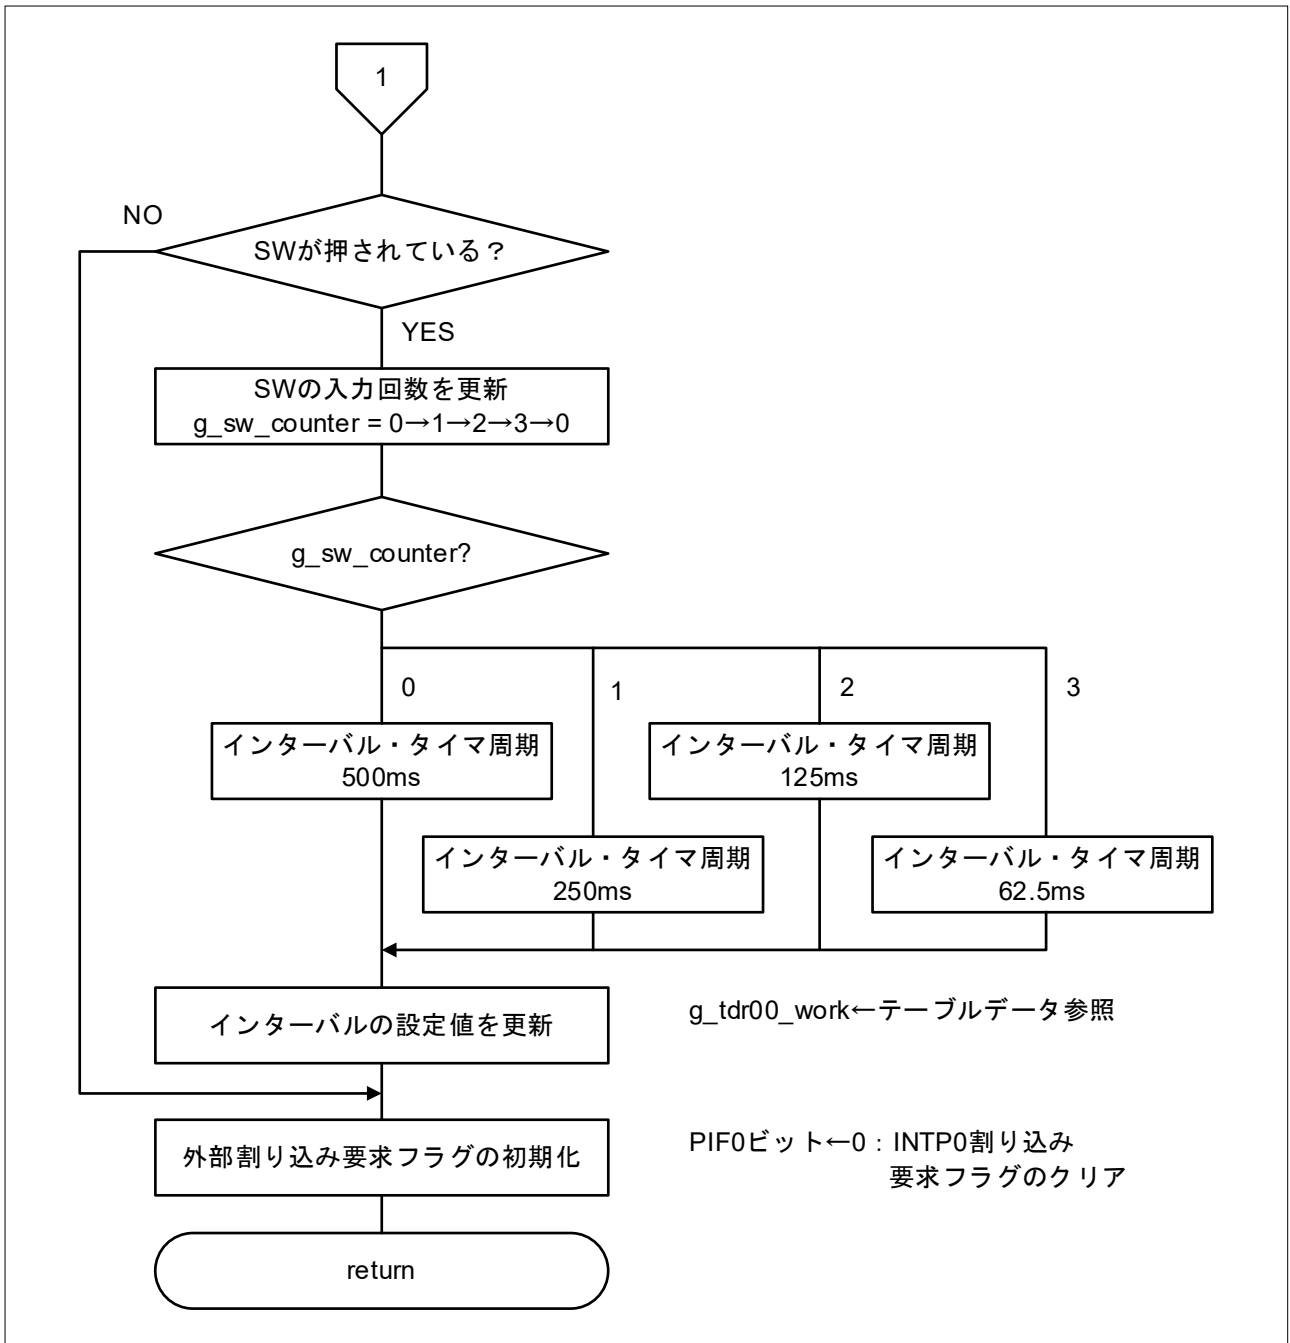 1
NO
SWが押されている？
YES
SWの入力回数を更新
g_sw_counter = 0→1→2→3→0
g_sw_counter?
0
1
2
3
インターバル・タイマ周期
500ms
インターバル・タイマ周期
125ms
インターバル・タイマ周期
250ms
インターバル・タイマ周期
62.5ms
インターバルの設定値を更新
g_tdr00_work←テーブルデータ参照
外部割り込み要求フラグの初期化
PIF0ビット←0：INTP0割り込み
要求フラグのクリア
return